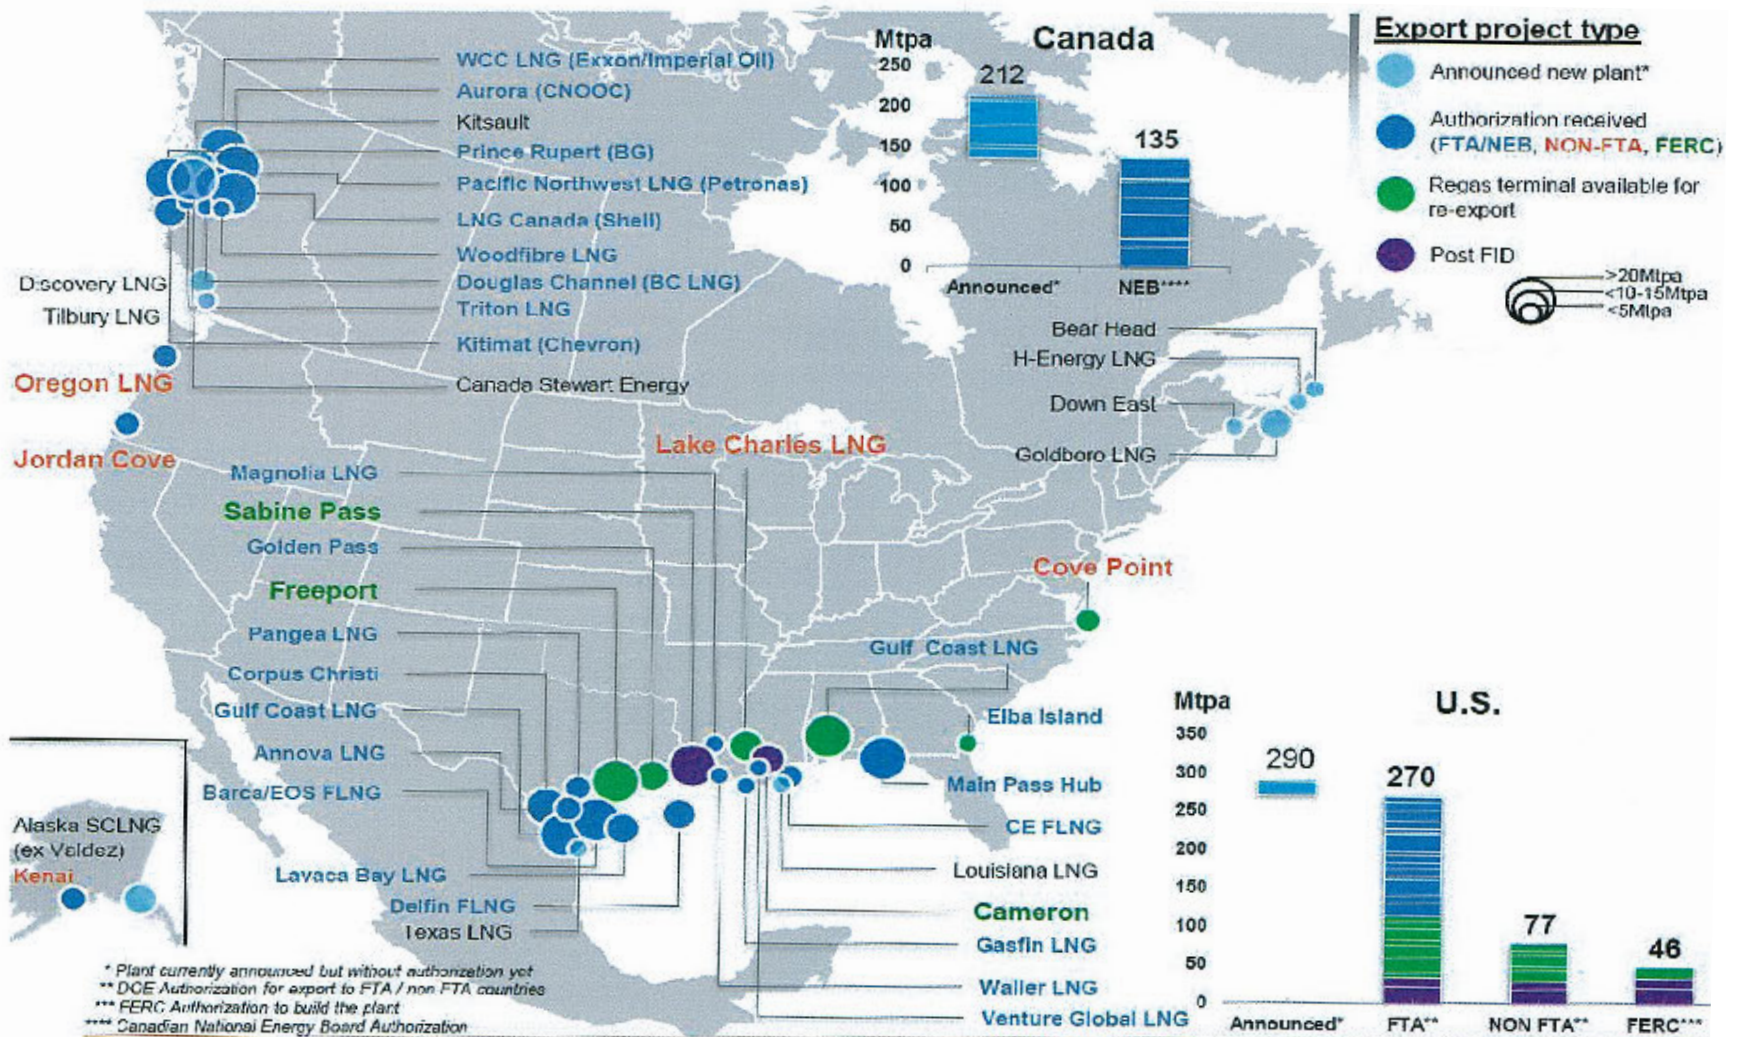 WCC LNG (Exxon/Imperial Oil)
Aurora (CNOOC)
Kitsault
Prince Rupert (BG)
Pacific Northwest LNG (Petronas)
LNG Canada (Shell)
Woodfibre LNG
Douglas Channel (BC LNG)
Triton LNG
Kitimat (Chevron)
Canada Stewart Energy
Discovery LNG
Tilbury LNG
Oregon LNG
Jordan Cove
Mtpa
Canada
250
200
150
100
50
0
212
135
Announced*
NEB****
Export project type
Announced new plant*
Authorization received
(FTA/NEB, NON-FTA, FERC)
Regas terminal available for
re-export
Post FID
>20Mtpa
<10-15Mtpa
<5Mtpa
Bear Head
H-Energy LNG
Down East
Goldboro LNG
Lake Charles LNG
Magnolia LNG
Sabine Pass
Golden Pass
Freeport
Pangea LNG
Corpus Christi
Gulf Coast LNG
Annova LNG
Barca/EOS FLNG
Lavaca Bay LNG
Delfin FLNG
Texas LNG
Cove Point
Gulf Coast LNG
Elba Island
Main Pass Hub
CE FLNG
Louisiana LNG
Cameron
Gasfin LNG
Waller LNG
Venture Global LNG
Alaska SCLNG
(ex Valdez)
Kenai
Mtpa
U.S.
350
300
250
200
150
100
50
0
290
270
77
46
Announced*
FTA**
NON FTA**
FERC***
* Plant currently announced but without authorization yet
** DOE Authorization for export to FTA / non FTA countries
*** FERC Authorization to build the plant
**** Canadian National Energy Board Authorization